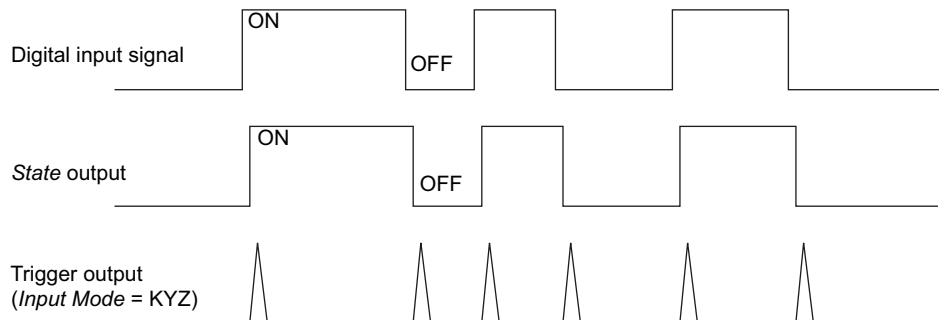 ON
Digital input signal
OFF
ON
State output
OFF
Trigger output
(Input Mode = KYZ)